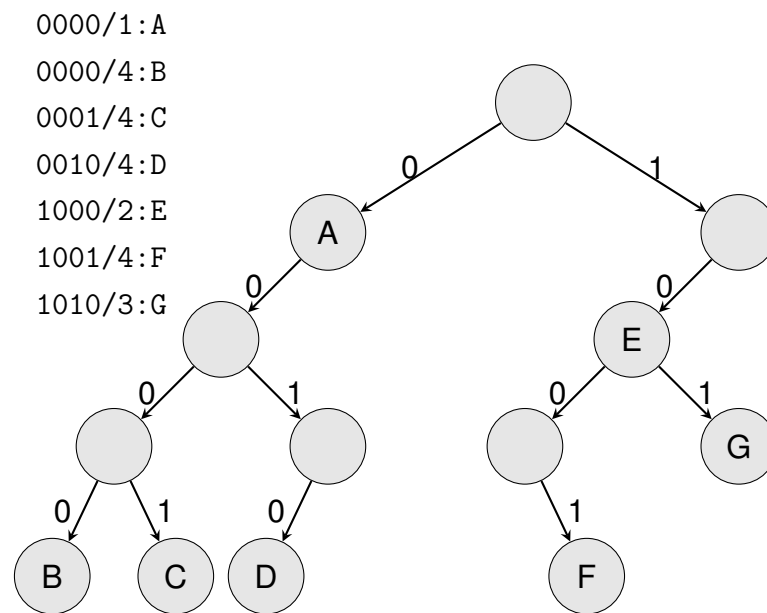 0000/1:A
0000/4:B
0001/4:C
0010/4:D
1000/2:E
1001/4:F
1010/3:G
0 1
A
0 0
E
0 1 0 1
G
0 1 0 1
B C D F